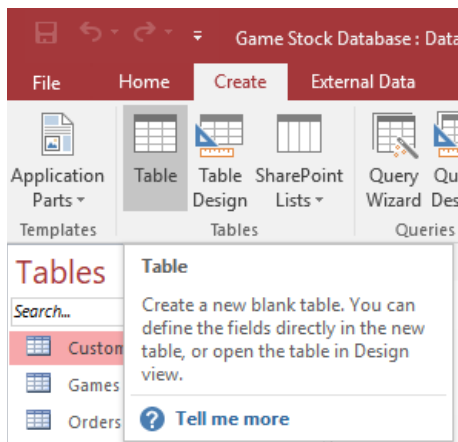 Game Stock Database : Data
File Home Create External Data
Application Parts
Table
Table Design
SharePoint Lists
Query Wizard
Templates
Tables
Queries
Tables
Search...
Custom
Games
Orders
Table
Create a new blank table. You can
define the fields directly in the new
table, or open the table in Design
view.
Tell me more